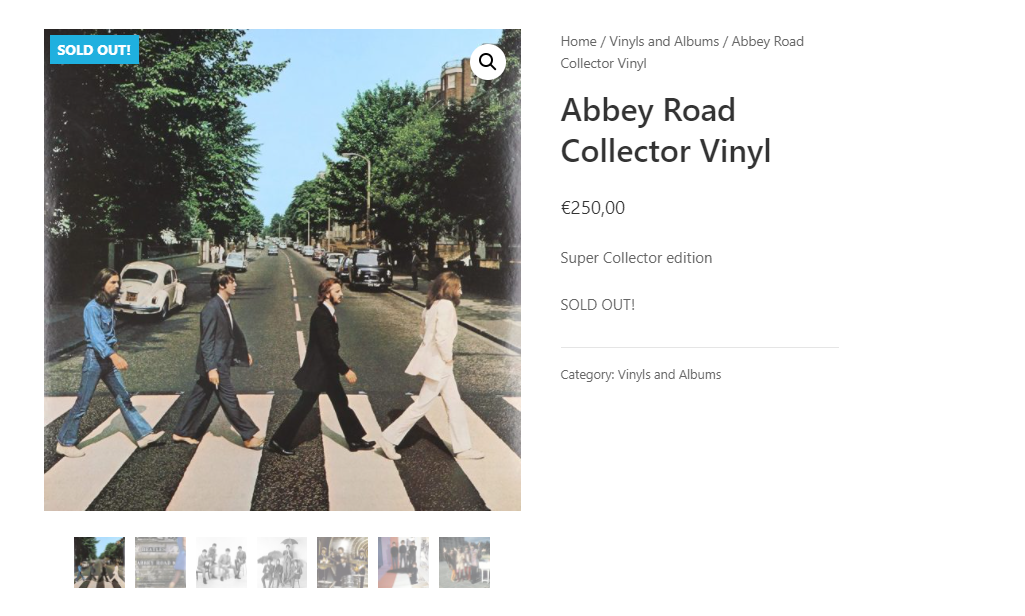 SOLD OUT!
Home / Vinyls and Albums / Abbey Road
Collector Vinyl
Abbey Road
Collector Vinyl
€250,00
Super Collector edition
SOLD OUT!
Category: Vinyls and Albums